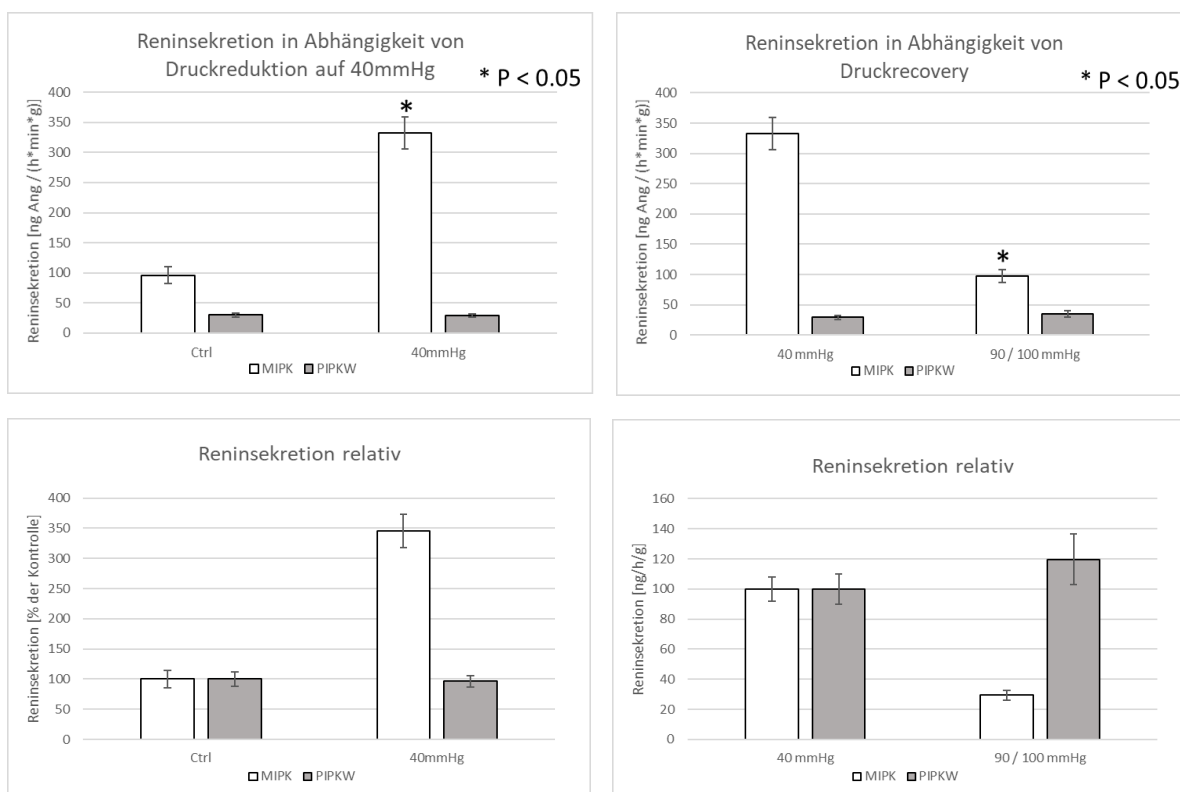 Reninsekretion in Abhängigkeit von
Druckreduktion auf 40mmHg
* P < 0.05
Reninsekretion [ng Ang / (h*min*g)]
400
350
300
250
200
150
100
50
0
*
Ctrl
40mmHg
MIPK PIPKW
Reninsekretion in Abhängigkeit von
Druckrecovery
* P < 0.05
Reninsekretion [ng Ang / (h*min*g)]
400
350
300
250
200
150
100
50
0
*
40 mmHg
90 / 100 mmHg
MIPK PIPKW
Reninsekretion relativ
Reninsekretion [% der Kontrolle]
400
350
300
250
200
150
100
50
0
Ctrl
40mmHg
MIPK PIPKW
Reninsekretion relativ
Reninsekretion [ng/h/g]
160
140
120
100
80
60
40
20
0
40 mmHg
90 / 100 mmHg
MIPK PIPKW